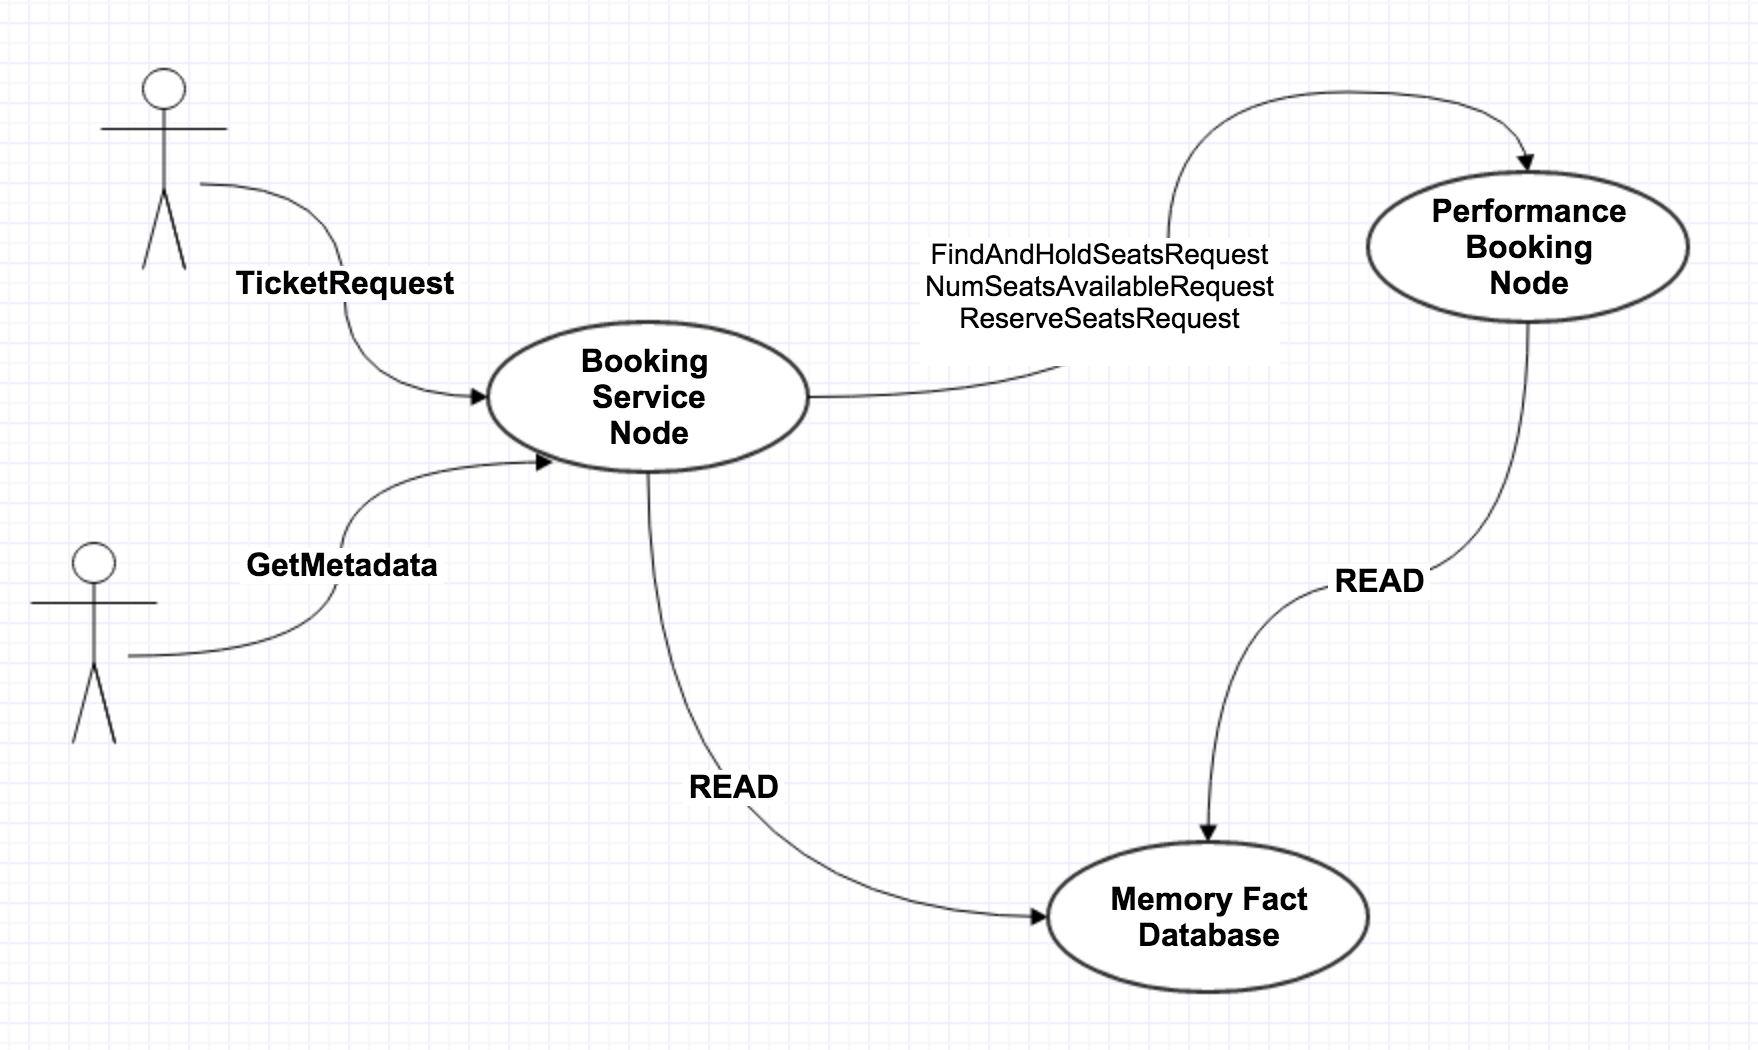 TicketRequest
FindAndHoldSeatsRequest
NumSeatsAvailableRequest
ReserveSeatsRequest
Performance
Booking
Node
Booking
Service
Node
GetMetadata
READ
READ
Memory Fact
Database